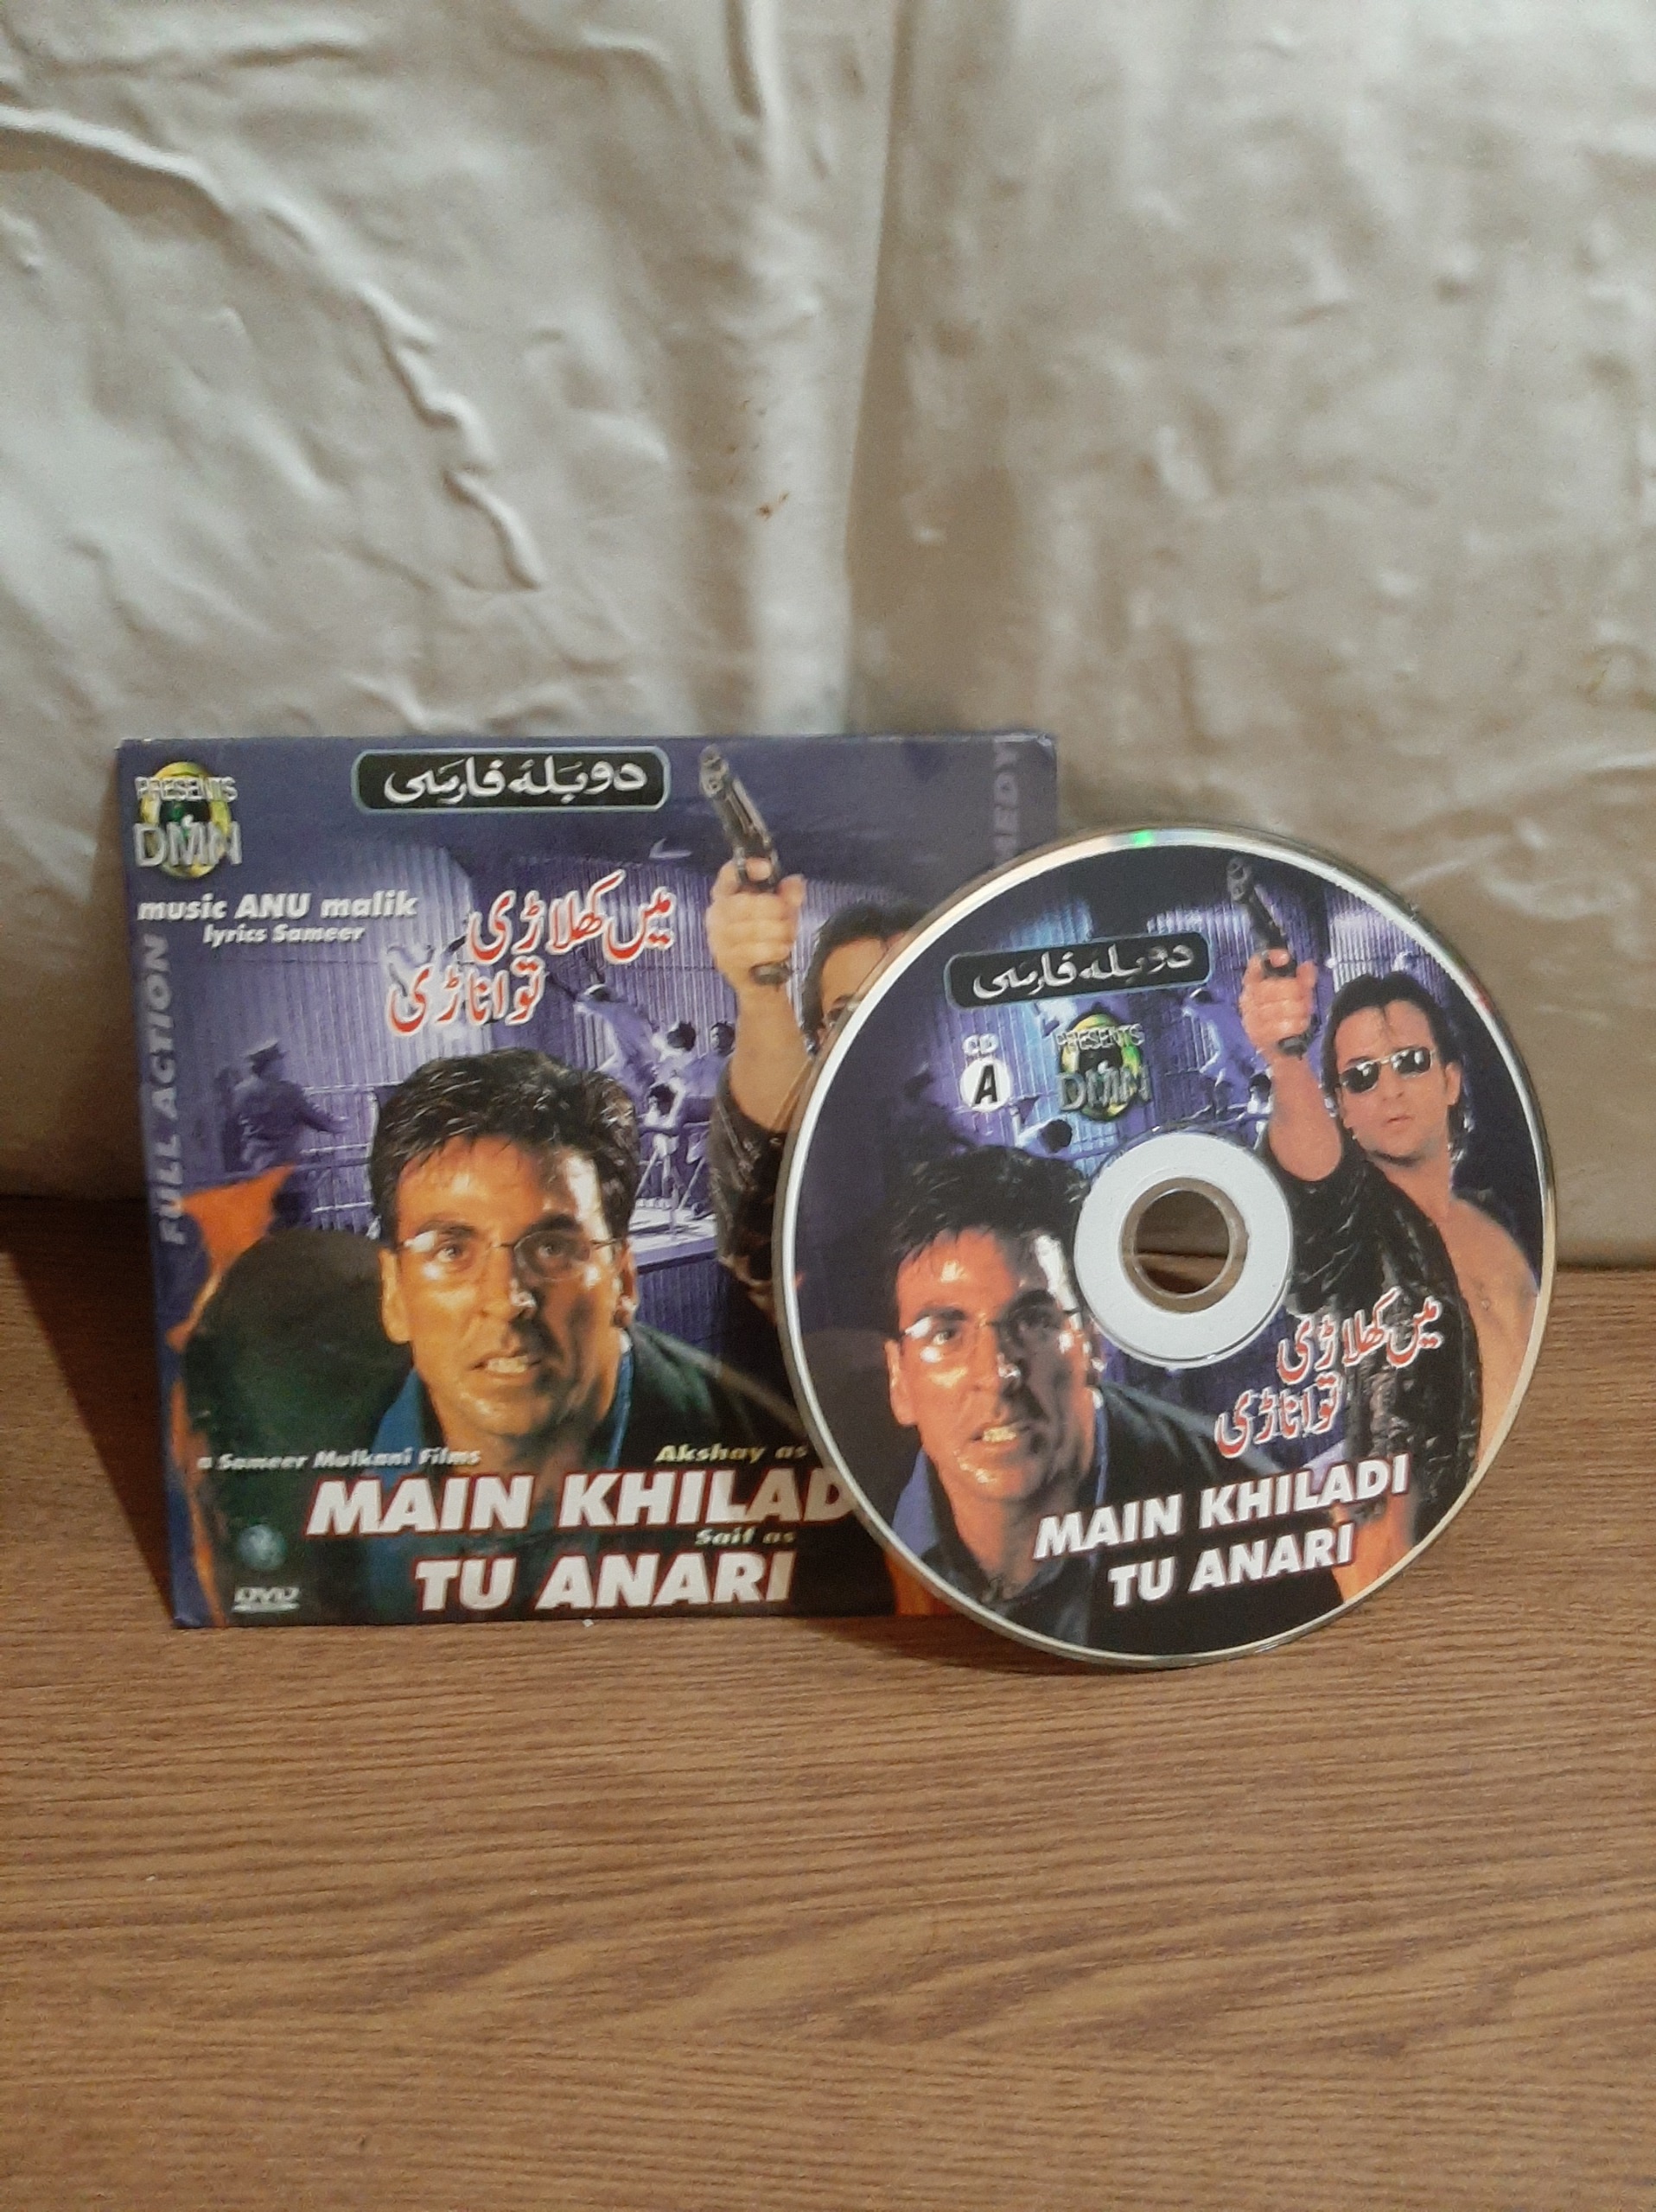 PRESENTS
DMN
دوبلهٔ فارسی
music ANU malik
lyrics Sameer
میں کھلاڑی
تو اناڑی
FULL ACTION
MEDY
a Sameer Mulkani Films
Akshay as
MAIN KHILAD
Saif as
TU ANARI
DVD
دوبله فارسی
CD
A
PRESENTS
DMN
میں کھلاڑی
تو اناڑی
MAIN KHILADI
TU ANARI